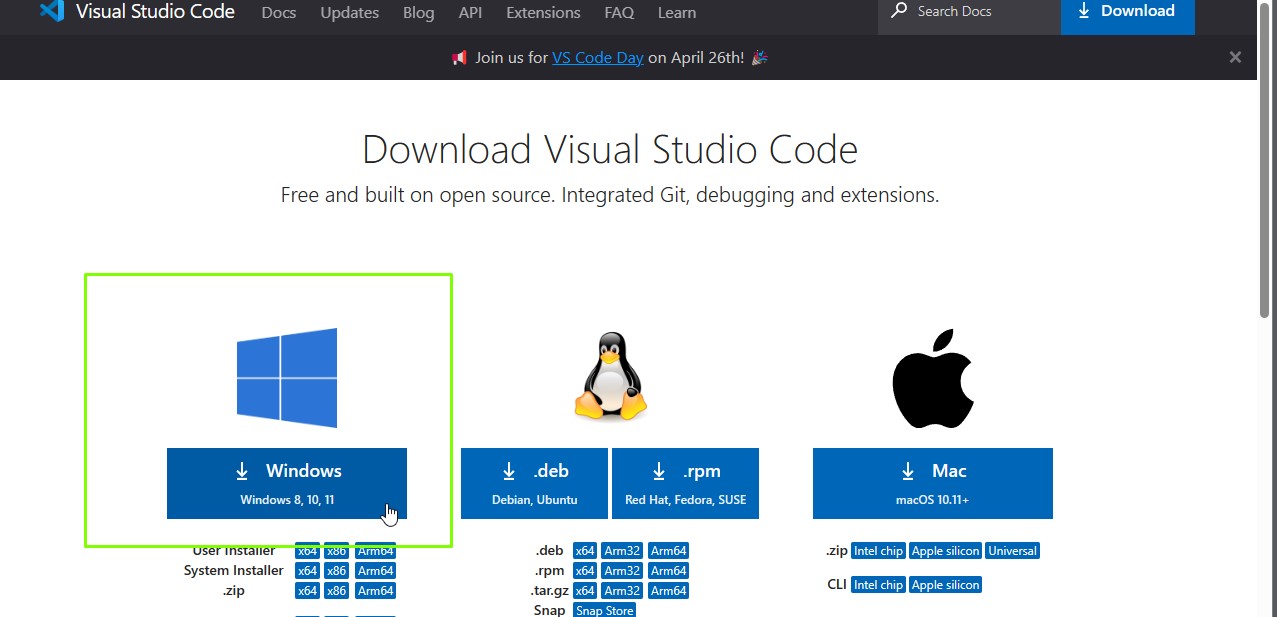 Visual Studio Code Docs Updates Blog API Extensions FAQ Learn Search Docs Download
Join us for VS Code Day on April 26th!
Download Visual Studio Code
Free and built on open source. Integrated Git, debugging and extensions.
Windows
Windows 8, 10, 11
.deb
Debian, Ubuntu
.rpm
Red Hat, Fedora, SUSE
Mac
macOS 10.11+
User Installer x64 x86 Arm64
System Installer x64 x86 Arm64
.zip x64 x86 Arm64
.deb x64 Arm32 Arm64
.rpm x64 Arm32 Arm64
.tar.gz x64 Arm32 Arm64
Snap Snap Store
.zip Intel chip Apple silicon Universal
CLI Intel chip Apple silicon